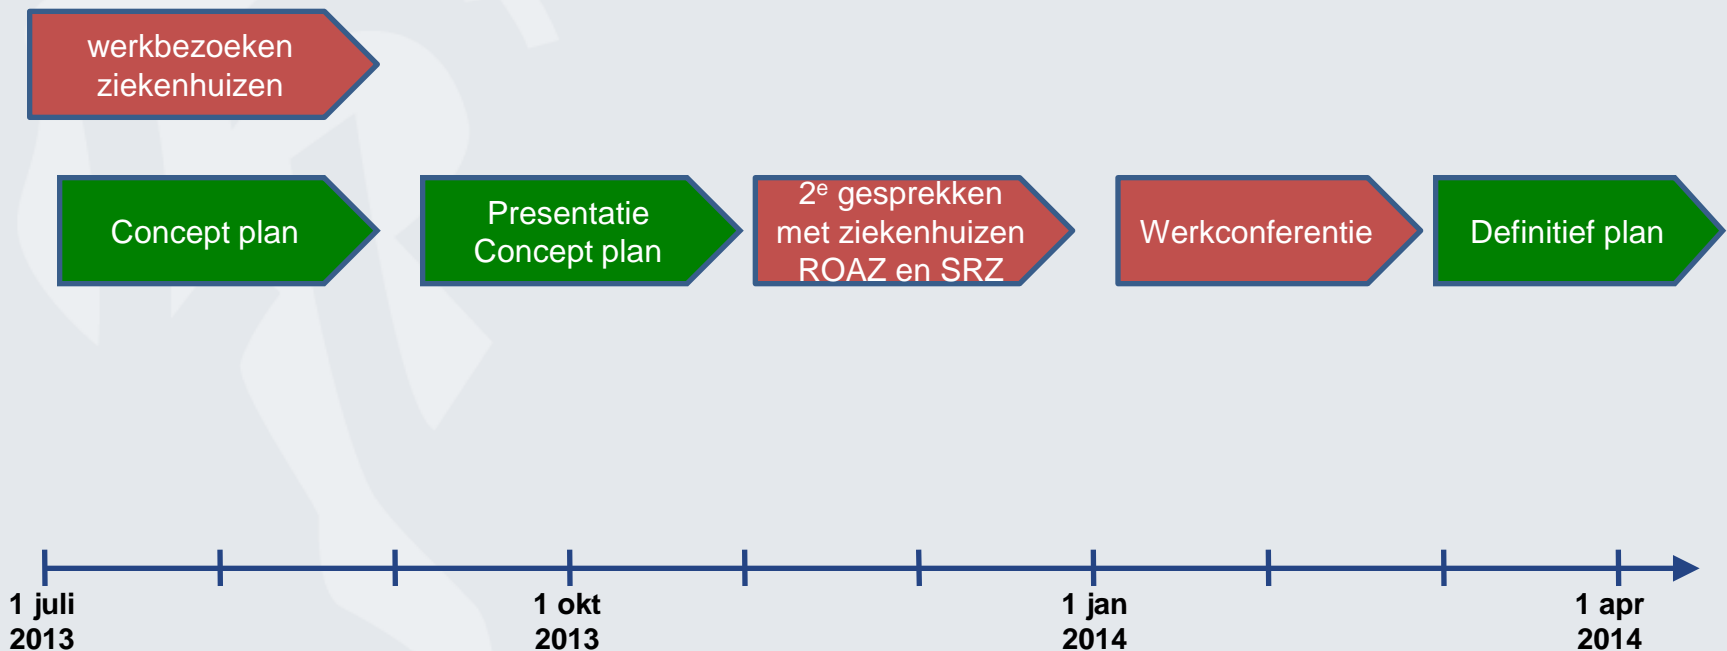 werkbezoeken
ziekenhuizen
Concept plan
Presentatie
Concept plan
2e gesprekken
met ziekenhuizen
ROAZ en SRZ
Werkconferentie
Definitief plan
1 juli
2013
1 okt
2013
1 jan
2014
1 apr
2014